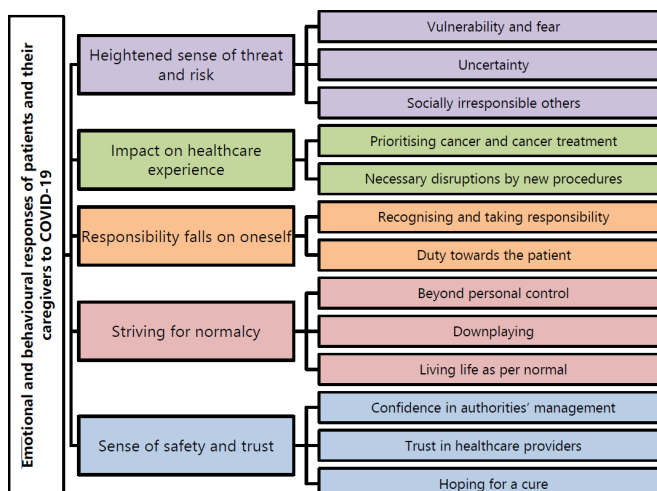 Emotional and behavioural responses of patients and their
caregivers to COVID-19
Heightened sense of threat
and risk
Vulnerability and fear
Uncertainty
Socially irresponsible others
Impact on healthcare
experience
Prioritising cancer and cancer treatment
Necessary disruptions by new procedures
Responsibility falls on oneself
Recognising and taking responsibility
Duty towards the patient
Striving for normalcy
Beyond personal control
Downplaying
Living life as per normal
Sense of safety and trust
Confidence in authorities’ management
Trust in healthcare providers
Hoping for a cure